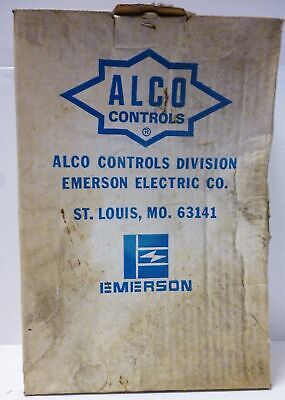 ALCO
CONTROLS
®
ALCO CONTROLS DIVISION
EMERSON ELECTRIC CO.
ST. LOUIS, MO. 63141
EMERSON